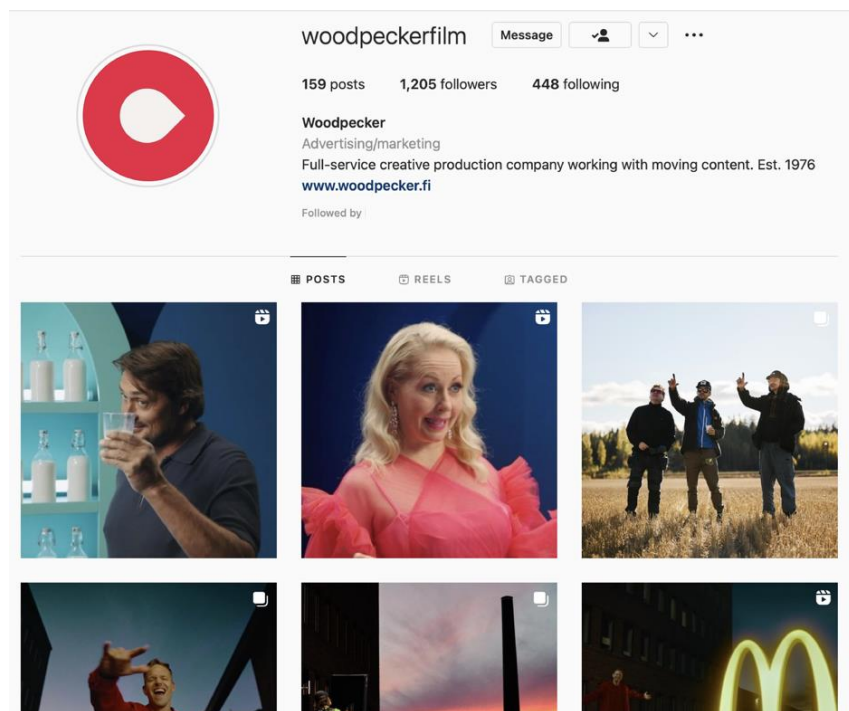 woodpeckerfilm Message
159 posts 1,205 followers 448 following
Woodpecker
Advertising/marketing
Full-service creative production company working with moving content. Est. 1976
www.woodpecker.fi
Followed by
POSTS REELS TAGGED